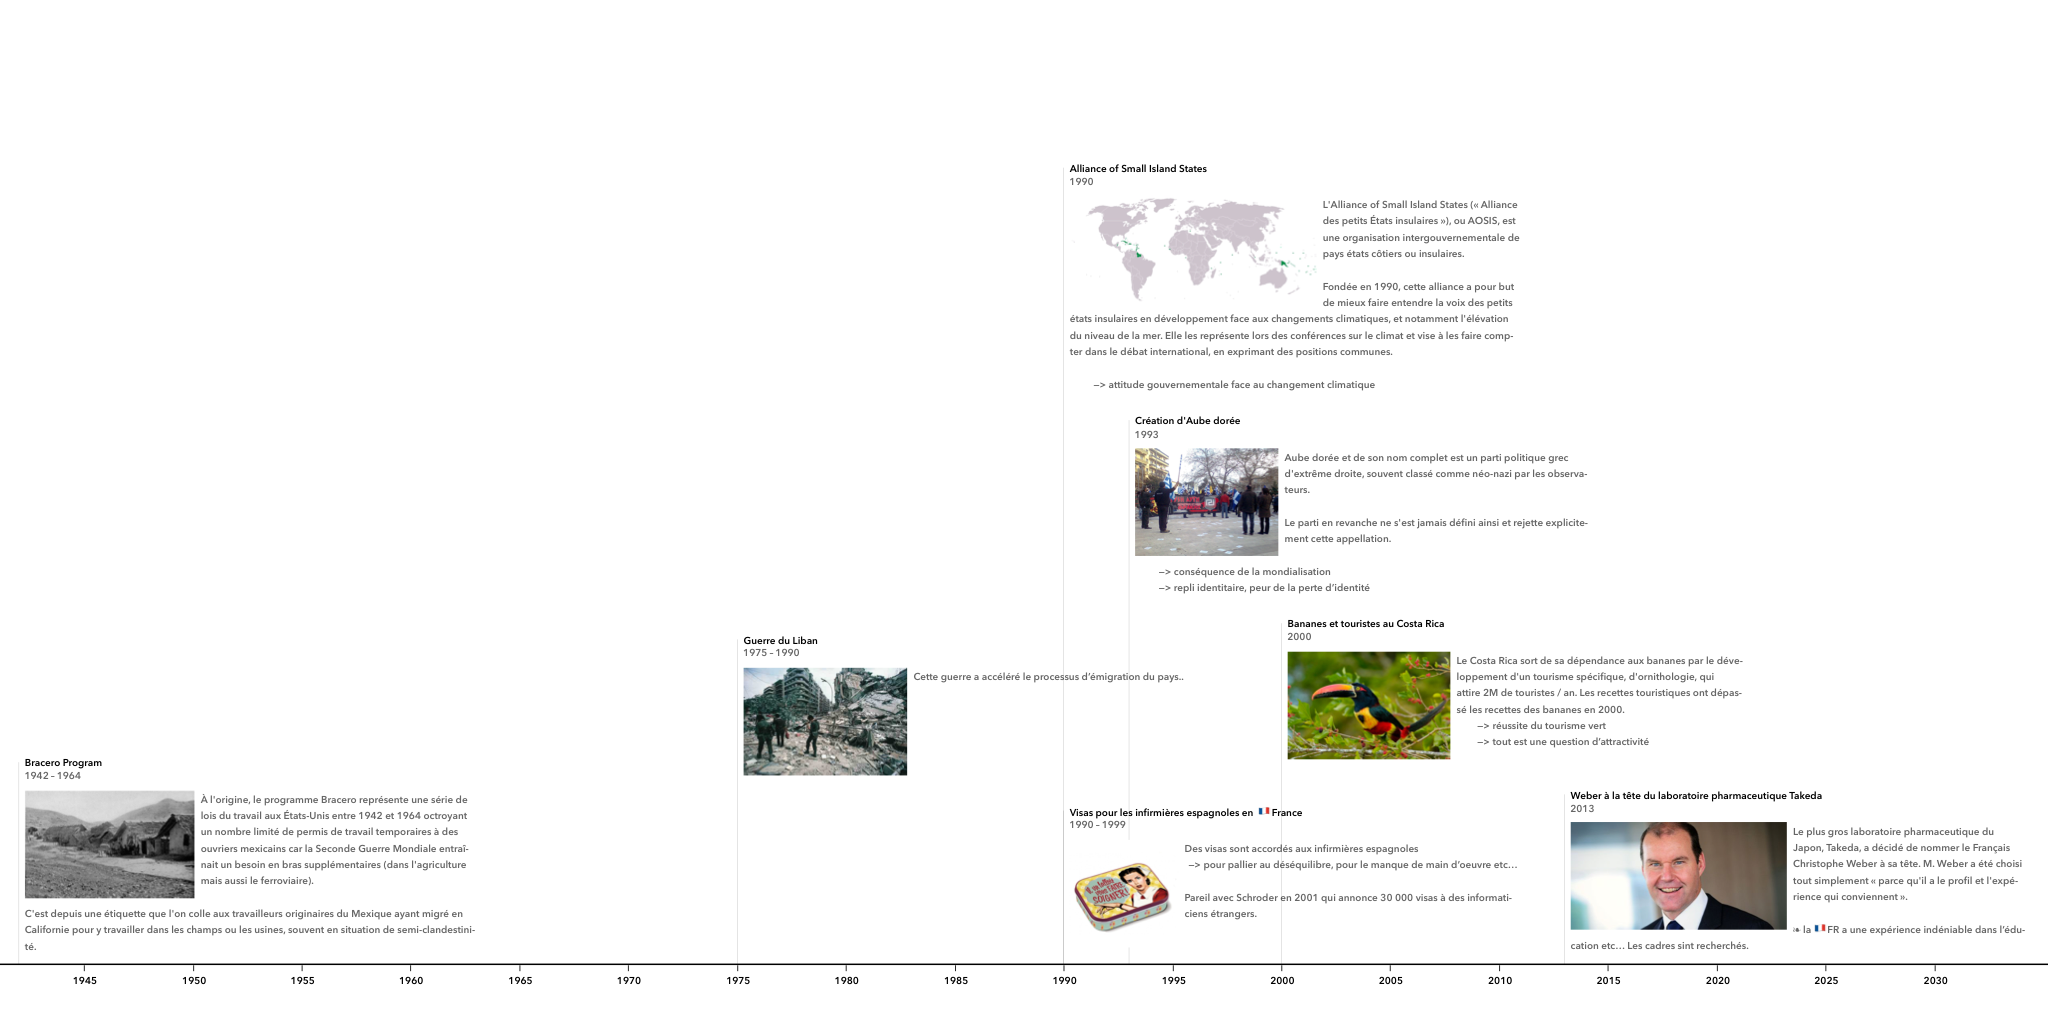 Alliance of Small Island States
1990
L'Alliance of Small Island States (« Alliance
des petits États insulaires »), ou AOSIS, est
une organisation intergouvernementale de
pays états côtiers ou insulaires.
Fondée en 1990, cette alliance a pour but
de mieux faire entendre la voix des petits
états insulaires en développement face aux changements climatiques, et notamment l'élévation
du niveau de la mer. Elle les représente lors des conférences sur le climat et vise à les faire comp-
ter dans le débat international, en exprimant des positions communes.
—> attitude gouvernementale face au changement climatique
Création d'Aube dorée
1993
Aube dorée et de son nom complet est un parti politique grec
d'extrême droite, souvent classé comme néo-nazi par les observa-
teurs.
Le parti en revanche ne s'est jamais défini ainsi et rejette explicite-
ment cette appellation.
—> conséquence de la mondialisation
—> repli identitaire, peur de la perte d’identité
Bananes et touristes au Costa Rica
2000
Le Costa Rica sort de sa dépendance aux bananes par le déve-
loppement d'un tourisme spécifique, d'ornithologie, qui
attire 2M de touristes / an. Les recettes touristiques ont dépas-
sé les recettes des bananes en 2000.
—> réussite du tourisme vert
—> tout est une question d’attractivité
Guerre du Liban
1975 – 1990
Cette guerre a accéléré le processus d’émigration du pays..
Bracero Program
1942 – 1964
À l'origine, le programme Bracero représente une série de
lois du travail aux États-Unis entre 1942 et 1964 octroyant
un nombre limité de permis de travail temporaires à des
ouvriers mexicains car la Seconde Guerre Mondiale entraî-
nait un besoin en bras supplémentaires (dans l'agriculture
mais aussi le ferroviaire).
C'est depuis une étiquette que l'on colle aux travailleurs originaires du Mexique ayant migré en
Californie pour y travailler dans les champs ou les usines, souvent en situation de semi-clandestini-
té.
Visas pour les infirmières espagnoles en 🇫🇷 France
1990 – 1999
Des visas sont accordés aux infirmières espagnoles
—> pour pallier au déséquilibre, pour le manque de main d’oeuvre etc…
Pareil avec Schroder en 2001 qui annonce 30 000 visas à des informati-
ciens étrangers.
Weber à la tête du laboratoire pharmaceutique Takeda
2013
Le plus gros laboratoire pharmaceutique du
Japon, Takeda, a décidé de nommer le Français
Christophe Weber à sa tête. M. Weber a été choisi
tout simplement « parce qu'il a le profil et l'expé-
rience qui conviennent ».
❧ la 🇫🇷FR a une expérience indéniable dans l’édu-
cation etc… Les cadres sint recherchés.
1945 1950 1955 1960 1965 1970 1975 1980 1985 1990 1995 2000 2005 2010 2015 2020 2025 2030